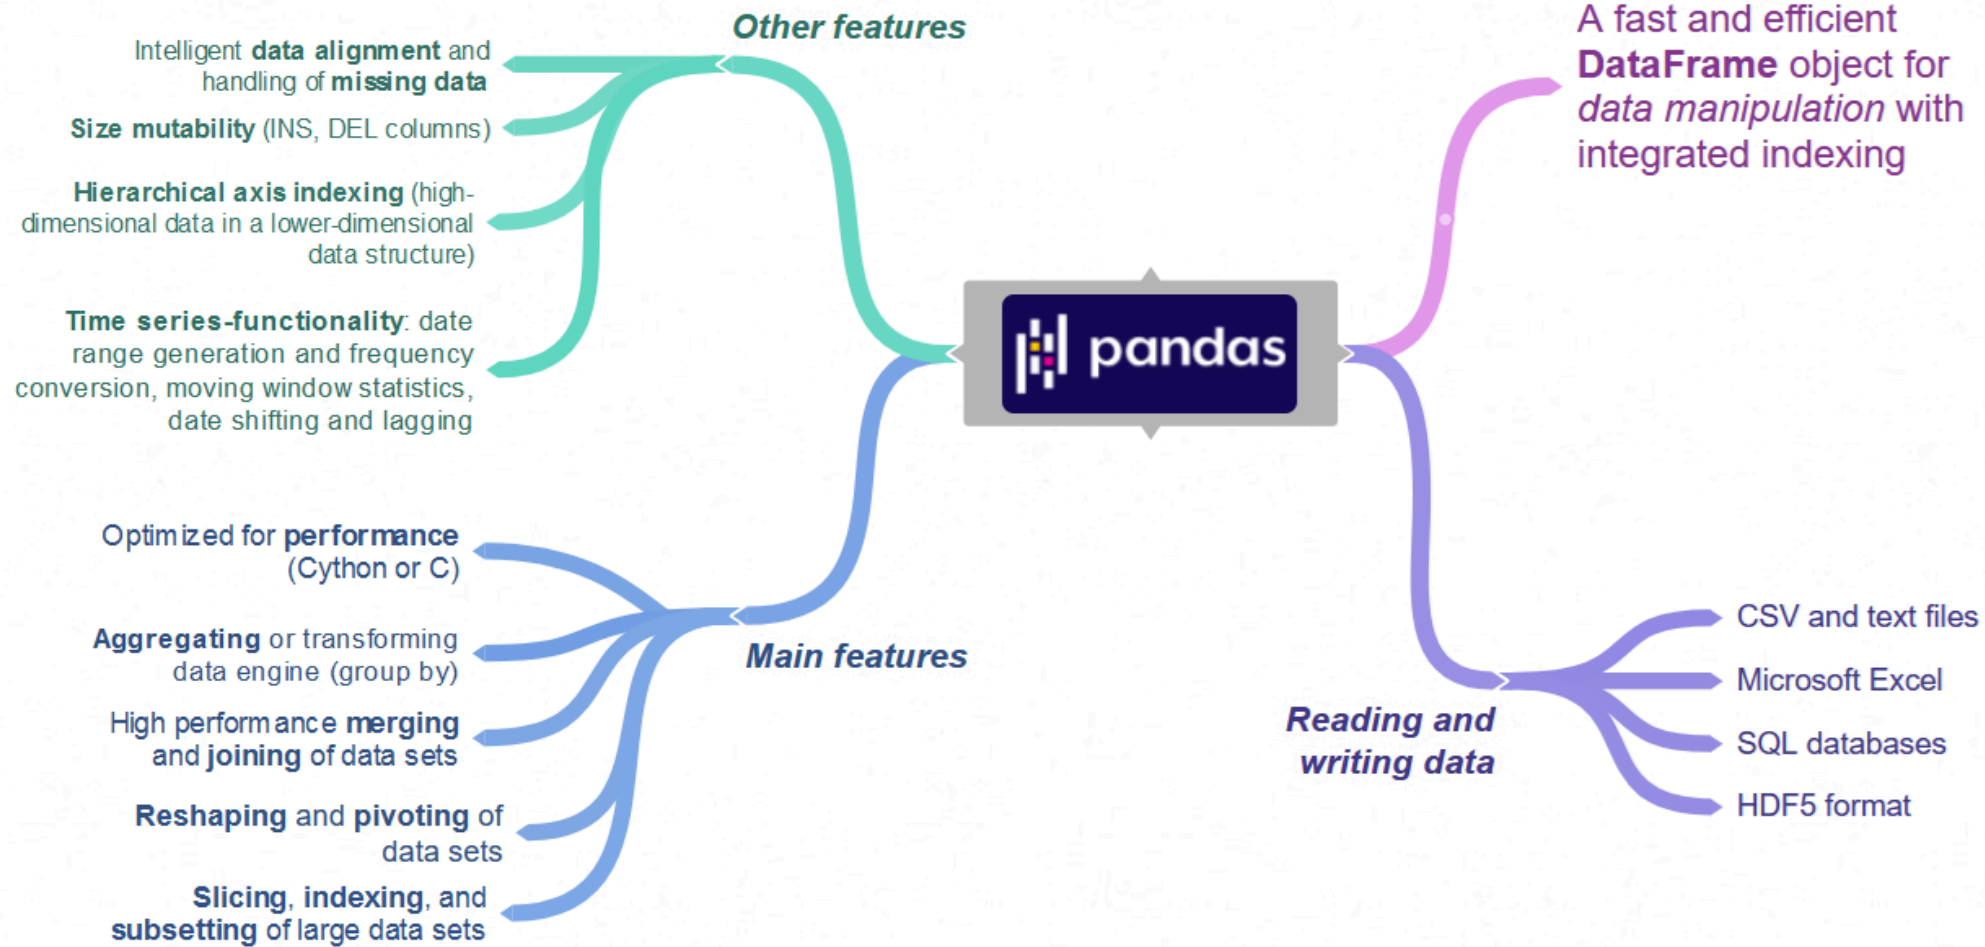 Other features
Intelligent data alignment and
handling of missing data
Size mutability (INS, DEL columns)
Hierarchical axis indexing (high-
dimensional data in a lower-dimensional
data structure)
Time series-functionality: date
range generation and frequency
conversion, moving window statistics,
date shifting and lagging
Optimized for performance
(Cython or C)
Aggregating or transforming
data engine (group by)
High performance merging
and joining of data sets
Reshaping and pivoting of
data sets
Slicing, indexing, and
subsetting of large data sets
Main features
pandas
A fast and efficient
DataFrame object for
data manipulation with
integrated indexing
Reading and
writing data
CSV and text files
Microsoft Excel
SQL databases
HDF5 format